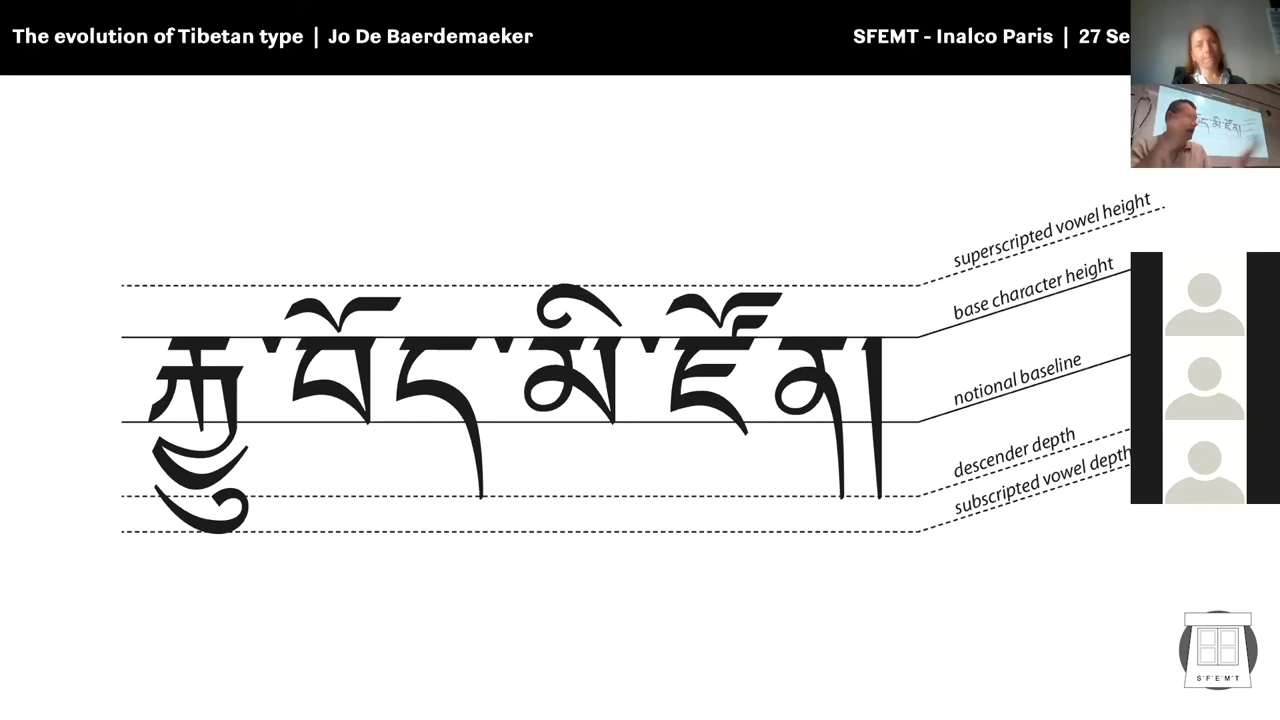 The evolution of Tibetan type | Jo De Baerdemaeker
SFEMT - Inalco Paris | 27 Se
superscripted vowel height
base character height
རྐྱུ་བོད་མི་ཛོན།
notional baseline
descender depth
subscripted vowel depth
S·F·E·M·T